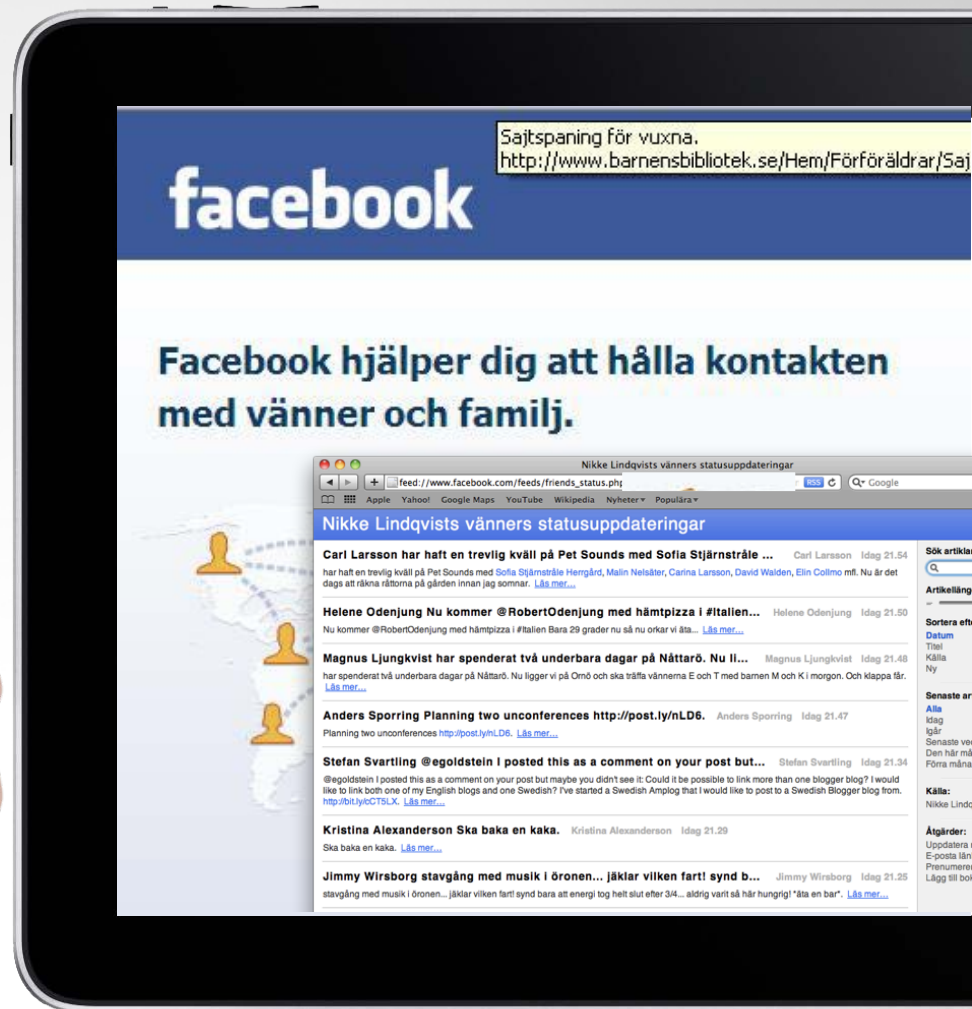 Sajtspaning för vuxna.
http://www.barnensbibliotek.se/Hem/Förföräldrar/Saj
facebook
Facebook hjälper dig att hålla kontakten
med vänner och familj.
Nikke Lindqvists vänners statusuppdateringar
feed://www.facebook.com/feeds/friends_status.php
RSS
Google
Apple Yahoo! Google Maps YouTube Wikipedia Nyheter Populära
Nikke Lindqvists vänners statusuppdateringar
Carl Larsson har haft en trevlig kväll på Pet Sounds med Sofia Stjärnstråle ... Carl Larsson Idag 21.54
har haft en trevlig kväll på Pet Sounds med Sofia Stjärnstråle Herrgård, Malin Nelsäter, Carina Larsson, David Walden, Elin Collmo mfl. Nu är det
dags att räkna råttorna på gården innan jag somnar. Läs mer...
Helene Odenjung Nu kommer @RobertOdenjung med hämtpizza i #Italien... Helene Odenjung Idag 21.50
Nu kommer @RobertOdenjung med hämtpizza i #Italien Bara 29 grader nu så nu orkar vi äta... Läs mer...
Magnus Ljungkvist har spenderat två underbara dagar på Nåttarö. Nu li... Magnus Ljungkvist Idag 21.48
har spenderat två underbara dagar på Nåttarö. Nu ligger vi på Ornö och ska träffa vännerna E och T med barnen M och K i morgon. Och klappa får.
Läs mer...
Anders Sporring Planning two unconferences http://post.ly/nLD6. Anders Sporring Idag 21.47
Planning two unconferences http://post.ly/nLD6. Läs mer...
Stefan Svartling @egoldstein I posted this as a comment on your post but... Stefan Svartling Idag 21.34
@egoldstein I posted this as a comment on your post but maybe you didn't see it: Could it be possible to link more than one blogger blog? I would
like to link both one of my English blogs and one Swedish? I've started a Swedish Amplog that I would like to post to a Swedish Blogger blog from.
http://bit.ly/cCT5LX. Läs mer...
Kristina Alexanderson Ska baka en kaka. Kristina Alexanderson Idag 21.29
Ska baka en kaka. Läs mer...
Jimmy Wirsborg stavgång med musik i öronen... jäklar vilken fart! synd b... Jimmy Wirsborg Idag 21.25
stavgång med musik i öronen... jäklar vilken fart! synd bara att energi tog helt slut efter 3/4... aldrig varit så här hungrig! *äta en bar*. Läs mer...
Sök artiklar
Artikelläng
Sortera efte
Datum
Titel
Källa
Ny
Senaste ar
Alla
Idag
Igår
Senaste vec
Den här må
Förra måna
Källa:
Nikke Lindq
Åtgärder:
Uppdatera
E-posta län
Prenumerer
Lägg till bok